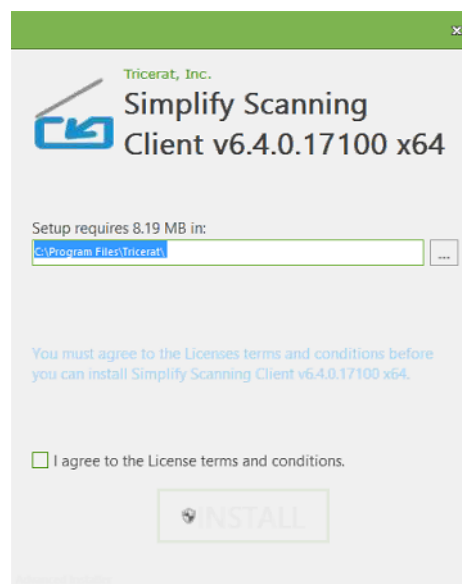 Tricerat, Inc.
Simplify Scanning
Client v6.4.0.17100 x64
Setup requires 8.19 MB in:
C:\Program Files\Tricerat\
...
You must agree to the Licenses terms and conditions before
you can install Simplify Scanning Client v6.4.0.17100 x64.
I agree to the License terms and conditions.
INSTALL